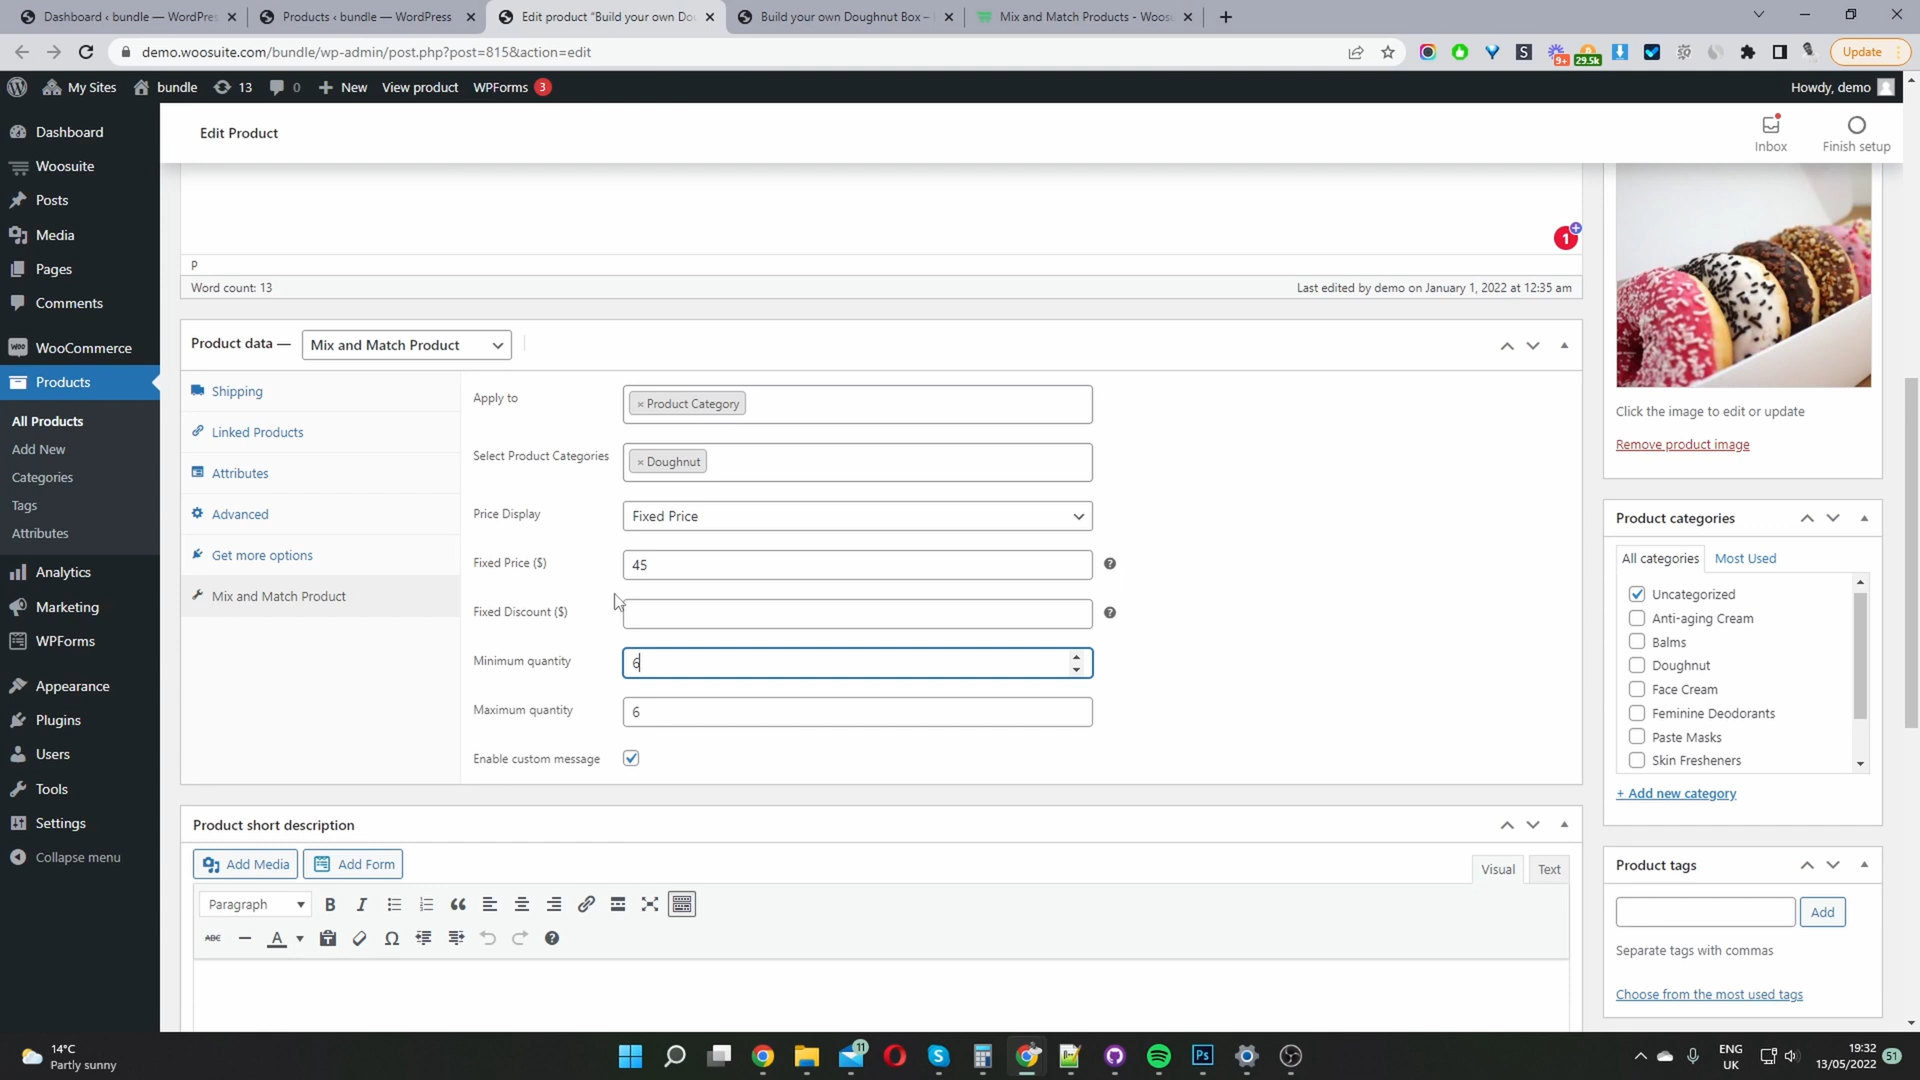 Dashboard ‹ bundle — WordPres
Products ‹ bundle — WordPress
Edit product "Build your own Do
Build your own Doughnut Box –
Mix and Match Products - Woosu
demo.woosuite.com/bundle/wp-admin/post.php?post=815&action=edit
S
9+
29.5k
Update
My Sites
bundle
13
0
New
View product
WPForms 3
Howdy, demo
Dashboard
Woosuite
Posts
Media
Pages
Comments
WooCommerce
Products
All Products
Add New
Categories
Tags
Attributes
Analytics
Marketing
WPForms
Appearance
Plugins
Users
Tools
Settings
Collapse menu
Edit Product
Inbox
Finish setup
1
P
Word count: 13
Last edited by demo on January 1, 2022 at 12:35 am
Product data — Mix and Match Product
Shipping
Linked Products
Attributes
Advanced
Get more options
Mix and Match Product
Apply to
× Product Category
Select Product Categories
× Doughnut
Price Display
Fixed Price
Fixed Price ($)
45
Fixed Discount ($)
Minimum quantity
6
Maximum quantity
6
Enable custom message
Product short description
Add Media
Add Form
Visual
Text
Paragraph
B
I
ABC
A
Ω
Click the image to edit or update
Remove product image
Product categories
All categories
Most Used
Uncategorized
Anti-aging Cream
Balms
Doughnut
Face Cream
Feminine Deodorants
Paste Masks
Skin Fresheners
+ Add new category
Product tags
Add
Separate tags with commas
Choose from the most used tags
14°C
Partly sunny
11
Ps
ENG
UK
19:32
13/05/2022
51